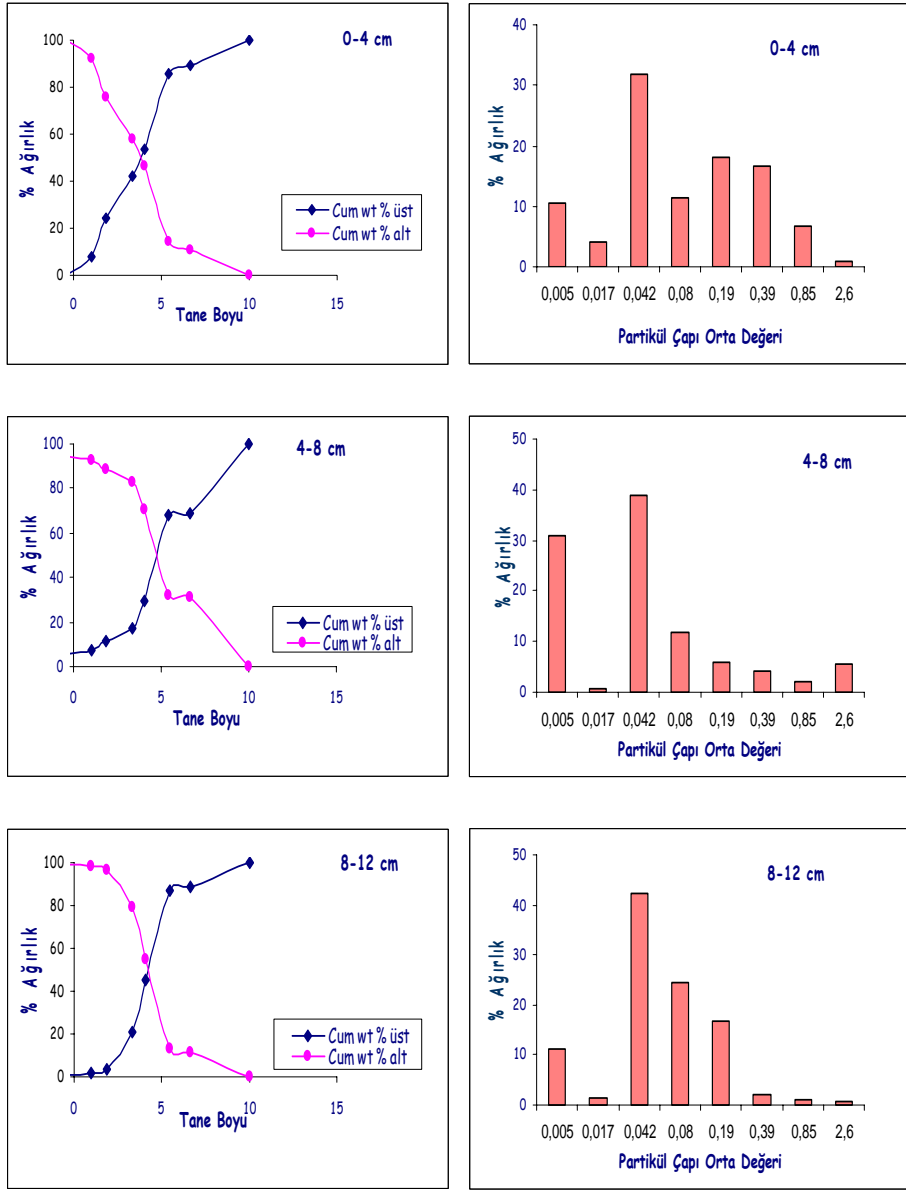 0-4 cm
% Ağırlık
100
80
60
40
20
0
0 5 10 15
Tane Boyu
Cum wt % üst
Cum wt % alt
0-4 cm
% Ağırlık
40
30
20
10
0
0,005 0,017 0,042 0,08 0,19 0,39 0,85 2,6
Partikül Çapı Orta Değeri
4-8 cm
% Ağırlık
100
80
60
40
20
0
0 5 10 15
Tane Boyu
Cum wt % üst
Cum wt % alt
4-8 cm
% Ağırlık
50
40
30
20
10
0
0,005 0,017 0,042 0,08 0,19 0,39 0,85 2,6
Partikül Çapı Orta Değeri
8-12 cm
% Ağırlık
100
80
60
40
20
0
0 5 10 15
Tane Boyu
Cum wt % üst
Cum wt % alt
8-12 cm
% Ağırlık
50
40
30
20
10
0
0,005 0,017 0,042 0,08 0,19 0,39 0,85 2,6
Partikül Çapı Orta Değeri